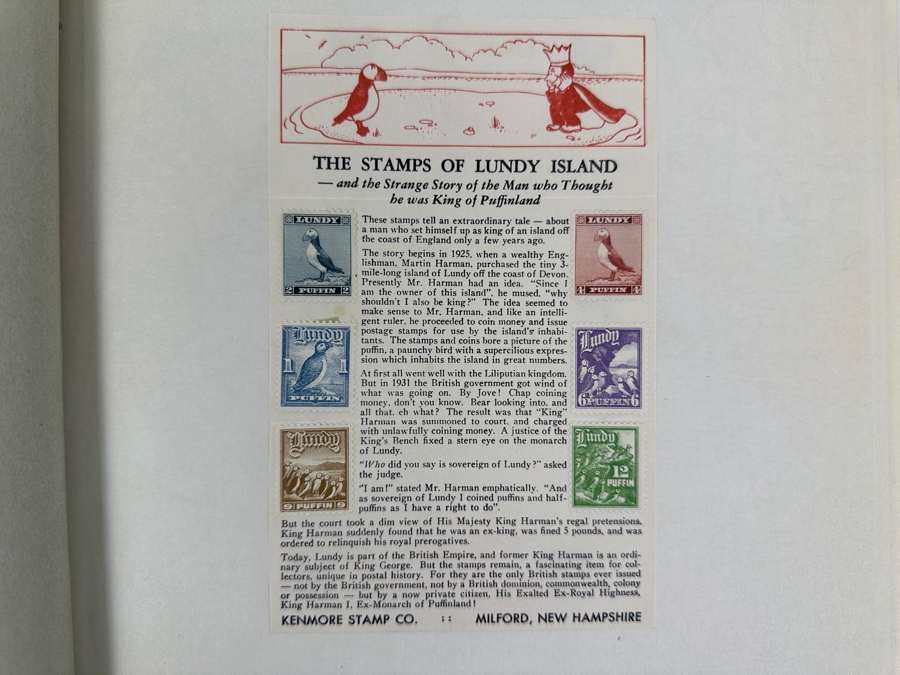 THE STAMPS OF LUNDY ISLAND
— and the Strange Story of the Man who Thought
he was King of Puffinland
LUNDY
2 PUFFIN 2
Lundy
1 1
PUFFIN
Lundy
9 PUFFIN 9
These stamps tell an extraordinary tale — about
a man who set himself up as king of an island off
the coast of England only a few years ago.
The story begins in 1925, when a wealthy Eng-
lishman, Martin Harman, purchased the tiny 3-
mile-long island of Lundy off the coast of Devon.
Presently Mr. Harman had an idea. "Since I
am the owner of this island", he mused, "why
shouldn't I also be king?" The idea seemed to
make sense to Mr. Harman, and like an intelli-
gent ruler, he proceeded to coin money and issue
postage stamps for use by the island's inhabi-
tants. The stamps and coins bore a picture of the
puffin, a paunchy bird with a supercilious expres-
sion which inhabits the island in great numbers.
At first all went well with the Liliputian kingdom.
But in 1931 the British government got wind of
what was going on. By Jove! Chap coining
money, don't you know. Bear looking into, and
all that, eh what? The result was that "King"
Harman was summoned to court, and charged
with unlawfully coining money. A justice of the
King's Bench fixed a stern eye on the monarch
of Lundy.
"Who did you say is sovereign of Lundy?" asked
the judge.
"I am!" stated Mr. Harman emphatically. "And
as sovereign of Lundy I coined puffins and half-
puffins as I have a right to do".
LUNDY
4 PUFFIN 4
Lundy
6 PUFFIN 6
Lundy
12
PUFFIN
But the court took a dim view of His Majesty King Harman's regal pretensions.
King Harman suddenly found that he was an ex-king, was fined 5 pounds, and was
ordered to relinquish his royal prerogatives.
Today, Lundy is part of the British Empire, and former King Harman is an ordi-
nary subject of King George. But the stamps remain, a fascinating item for col-
lectors, unique in postal history. For they are the only British stamps ever issued
— not by the British government, not by a British dominion, commonwealth, colony
or possession — but by a now private citizen, His Exalted Ex-Royal Highness,
King Harman I, Ex-Monarch of Puffinland!
KENMORE STAMP CO. :: MILFORD, NEW HAMPSHIRE